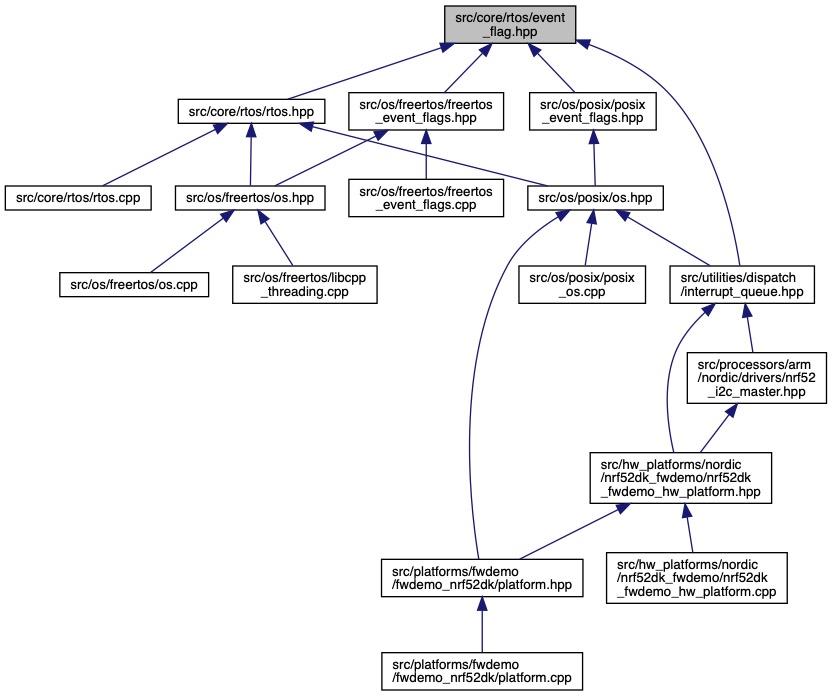 src/core/rtos/event
_flag.hpp
src/core/rtos/rtos.hpp
src/os/freertos/freertos
_event_flags.hpp
src/os/posix/posix
_event_flags.hpp
src/core/rtos/rtos.cpp
src/os/freertos/os.hpp
src/os/freertos/freertos
_event_flags.cpp
src/os/posix/os.hpp
src/os/freertos/os.cpp
src/os/freertos/libcpp
_threading.cpp
src/os/posix/posix
_os.cpp
src/utilities/dispatch
/interrupt_queue.hpp
src/processors/arm
/nordic/drivers/nrf52
_i2c_master.hpp
src/hw_platforms/nordic
/nrf52dk_fwdemo/nrf52dk
_fwdemo_hw_platform.hpp
src/platforms/fwdemo
/fwdemo_nrf52dk/platform.hpp
src/hw_platforms/nordic
/nrf52dk_fwdemo/nrf52dk
_fwdemo_hw_platform.cpp
src/platforms/fwdemo
/fwdemo_nrf52dk/platform.cpp